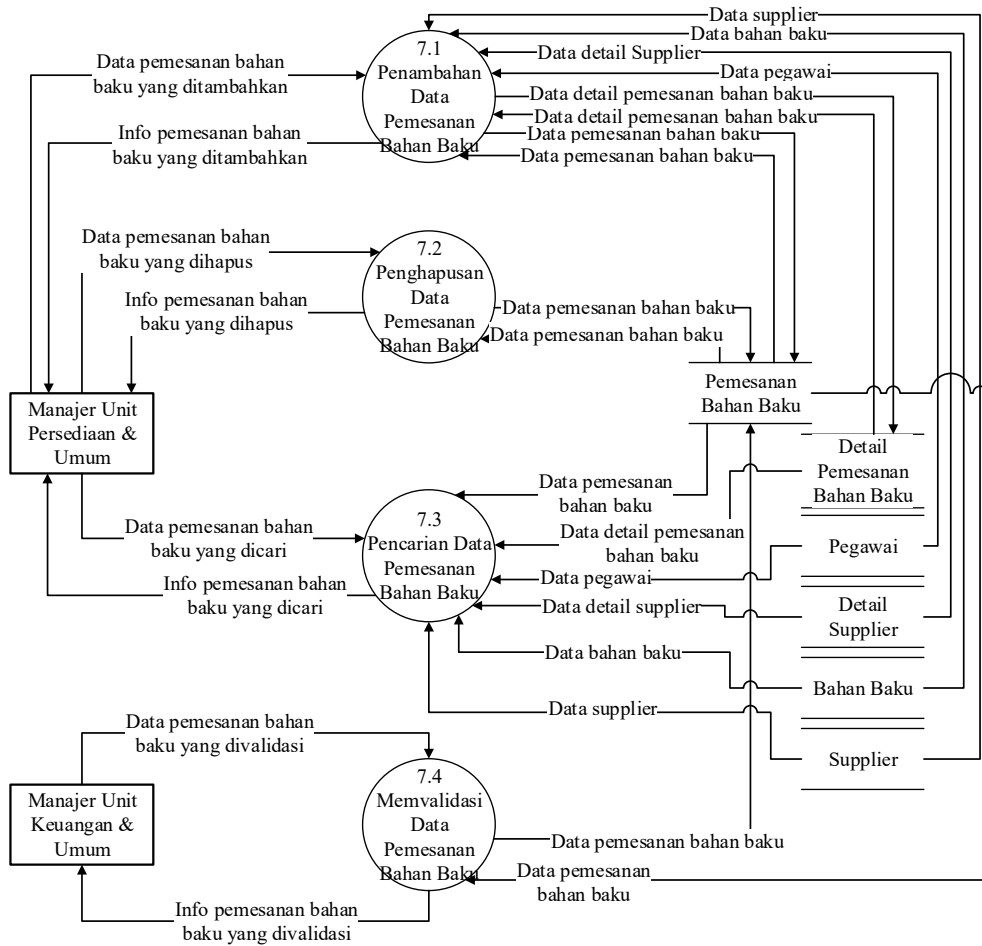 Data supplier
Data bahan baku
Data detail Supplier
Data pegawai
Data detail pemesanan bahan baku
Data detail pemesanan bahan baku
Data pemesanan bahan baku
Data pemesanan bahan baku
7.1
Penambahan
Data
Pemesanan
Bahan Baku
Data pemesanan bahan
baku yang ditambahkan
Info pemesanan bahan
baku yang ditambahkan
Data pemesanan bahan
baku yang dihapus
Info pemesanan bahan
baku yang dihapus
7.2
Penghapusan
Data
Pemesanan
Bahan Baku
Data pemesanan bahan baku
Data pemesanan bahan baku
Manajer Unit
Persediaan &
Umum
Pemesanan
Bahan Baku
Detail
Pemesanan
Bahan Baku
Pegawai
Detail
Supplier
Bahan Baku
Supplier
Data pemesanan bahan
baku yang dicari
Info pemesanan bahan
baku yang dicari
7.3
Pencarian Data
Pemesanan
Bahan Baku
Data pemesanan
bahan baku
Data detail pemesanan
bahan baku
Data pegawai
Data detail supplier
Data bahan baku
Data supplier
Data pemesanan bahan
baku yang divalidasi
Manajer Unit
Keuangan &
Umum
7.4
Memvalidasi
Data
Pemesanan
Bahan Baku
Data pemesanan bahan baku
Data pemesanan
bahan baku
Info pemesanan bahan
baku yang divalidasi